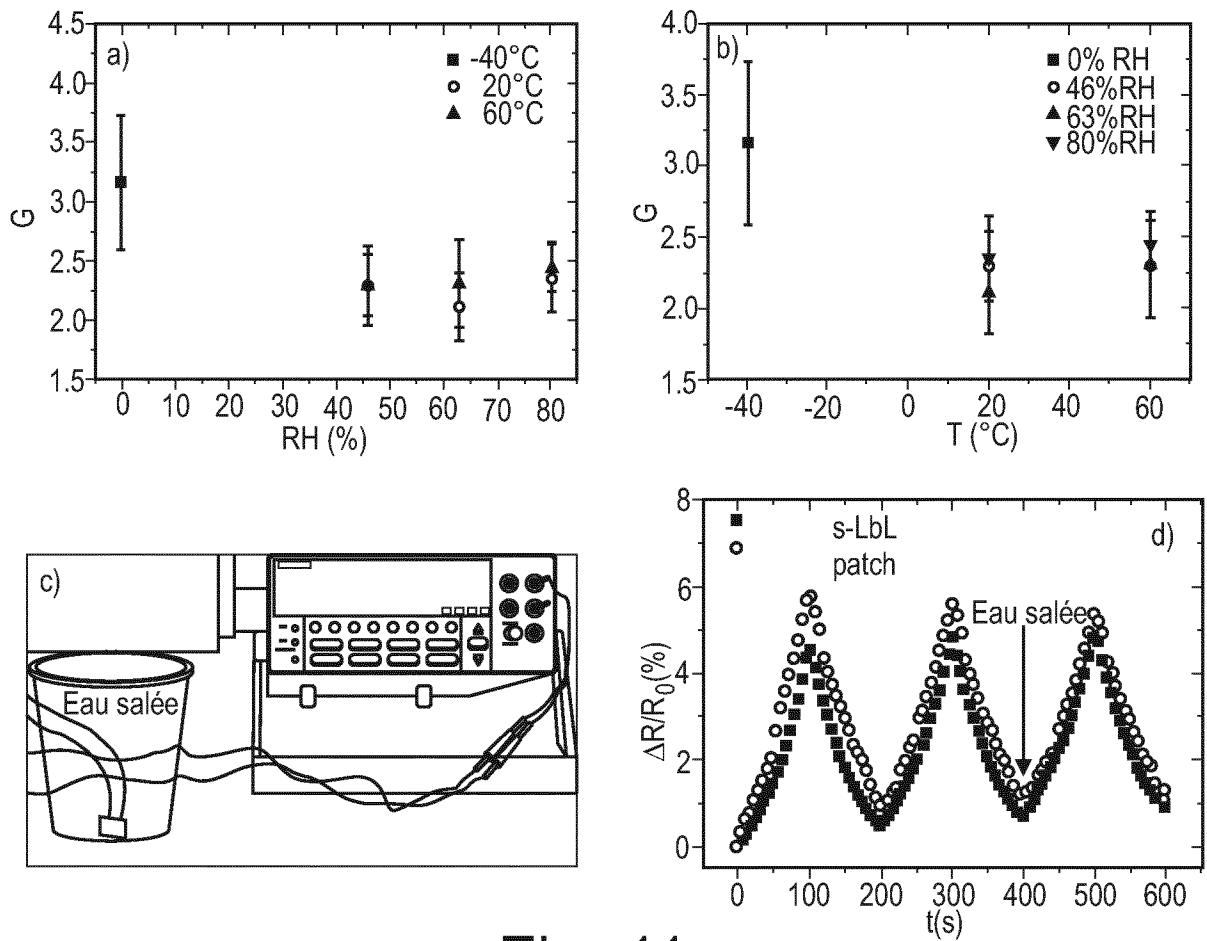 a)
-40°C
20°C
60°C
4.5
4.0
3.5
3.0
2.5
2.0
1.5
G
0 10 20 30 40 50 60 70 80
RH (%)
b)
0% RH
46%RH
63%RH
80%RH
4.0
3.5
3.0
2.5
2.0
1.5
G
-40 -20 0 20 40 60
T (°C)
c)
Eau salée
d)
s-LbL
patch
Eau salée
8
6
4
2
0
ΔR/R0(%)
0 100 200 300 400 500 600
t(s)